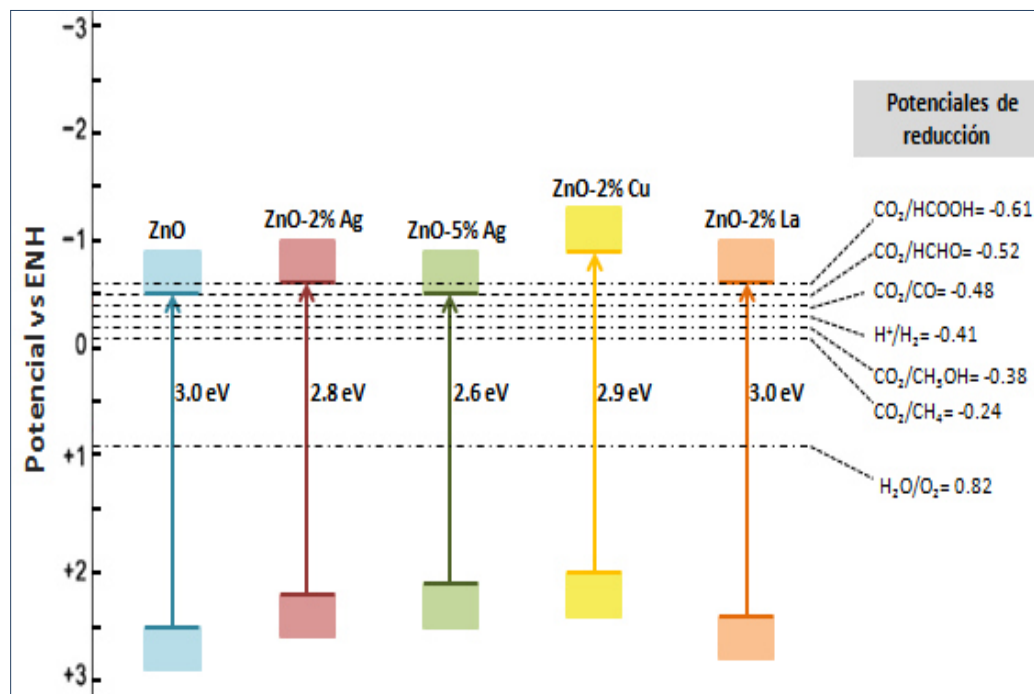 Potencial vs ENH
−3
−2
−1
0
+1
+2
+3
ZnO
ZnO-2% Ag
ZnO-5% Ag
ZnO-2% Cu
ZnO-2% La
3.0 eV
2.8 eV
2.6 eV
2.9 eV
3.0 eV
Potenciales de
reducción
CO₂/HCOOH= -0.61
CO₂/HCHO= -0.52
CO₂/CO= -0.48
H⁺/H₂= -0.41
CO₂/CH₃OH= -0.38
CO₂/CH₄= -0.24
H₂O/O₂= 0.82